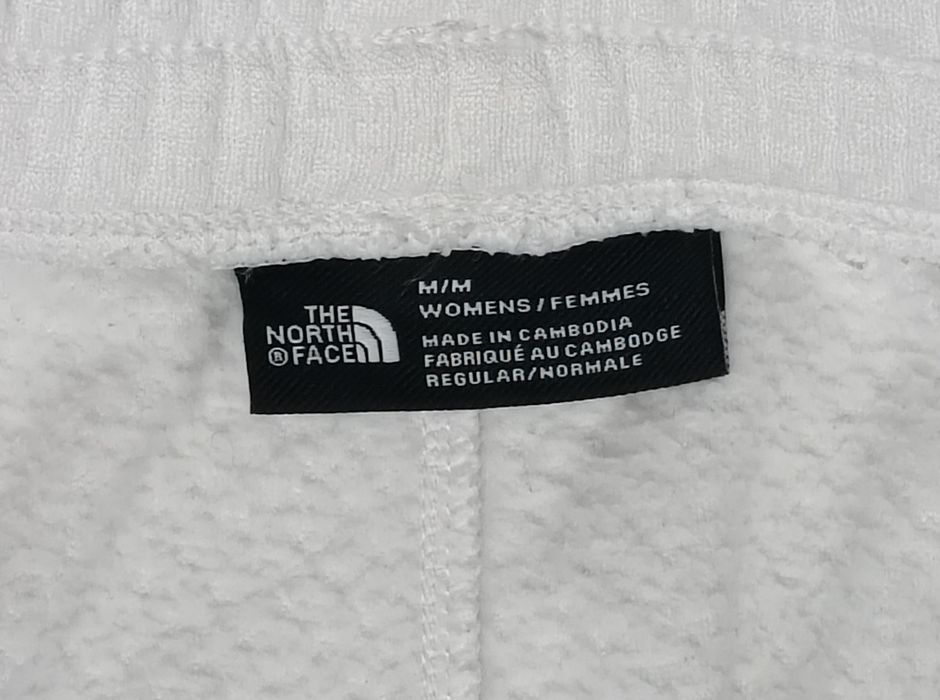 THE
NORTH
® FACE
M/M
WOMENS/FEMMES
MADE IN CAMBODIA
FABRIQUÉ AU CAMBODGE
REGULAR/NORMALE